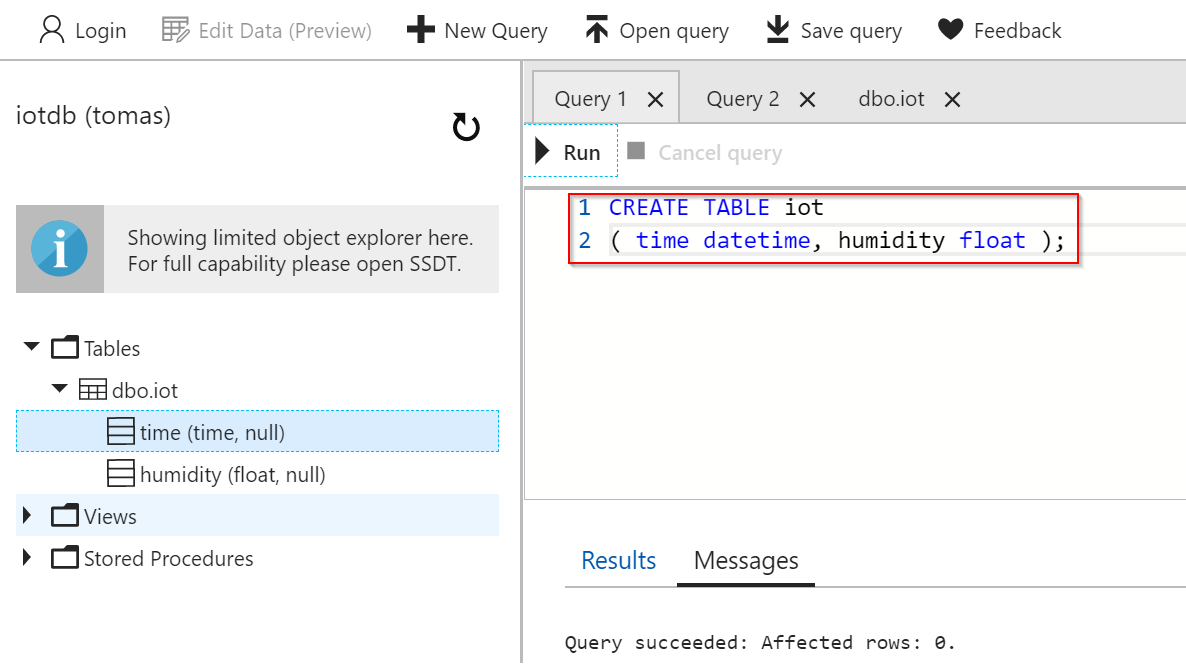 Login Edit Data (Preview) New Query Open query Save query Feedback
iotdb (tomas)
Showing limited object explorer here.
For full capability please open SSDT.
Tables
dbo.iot
time (time, null)
humidity (float, null)
Views
Stored Procedures
Query 1 Query 2 dbo.iot
Run Cancel query
1 CREATE TABLE iot
2 ( time datetime, humidity float );
Results Messages
Query succeeded: Affected rows: 0.